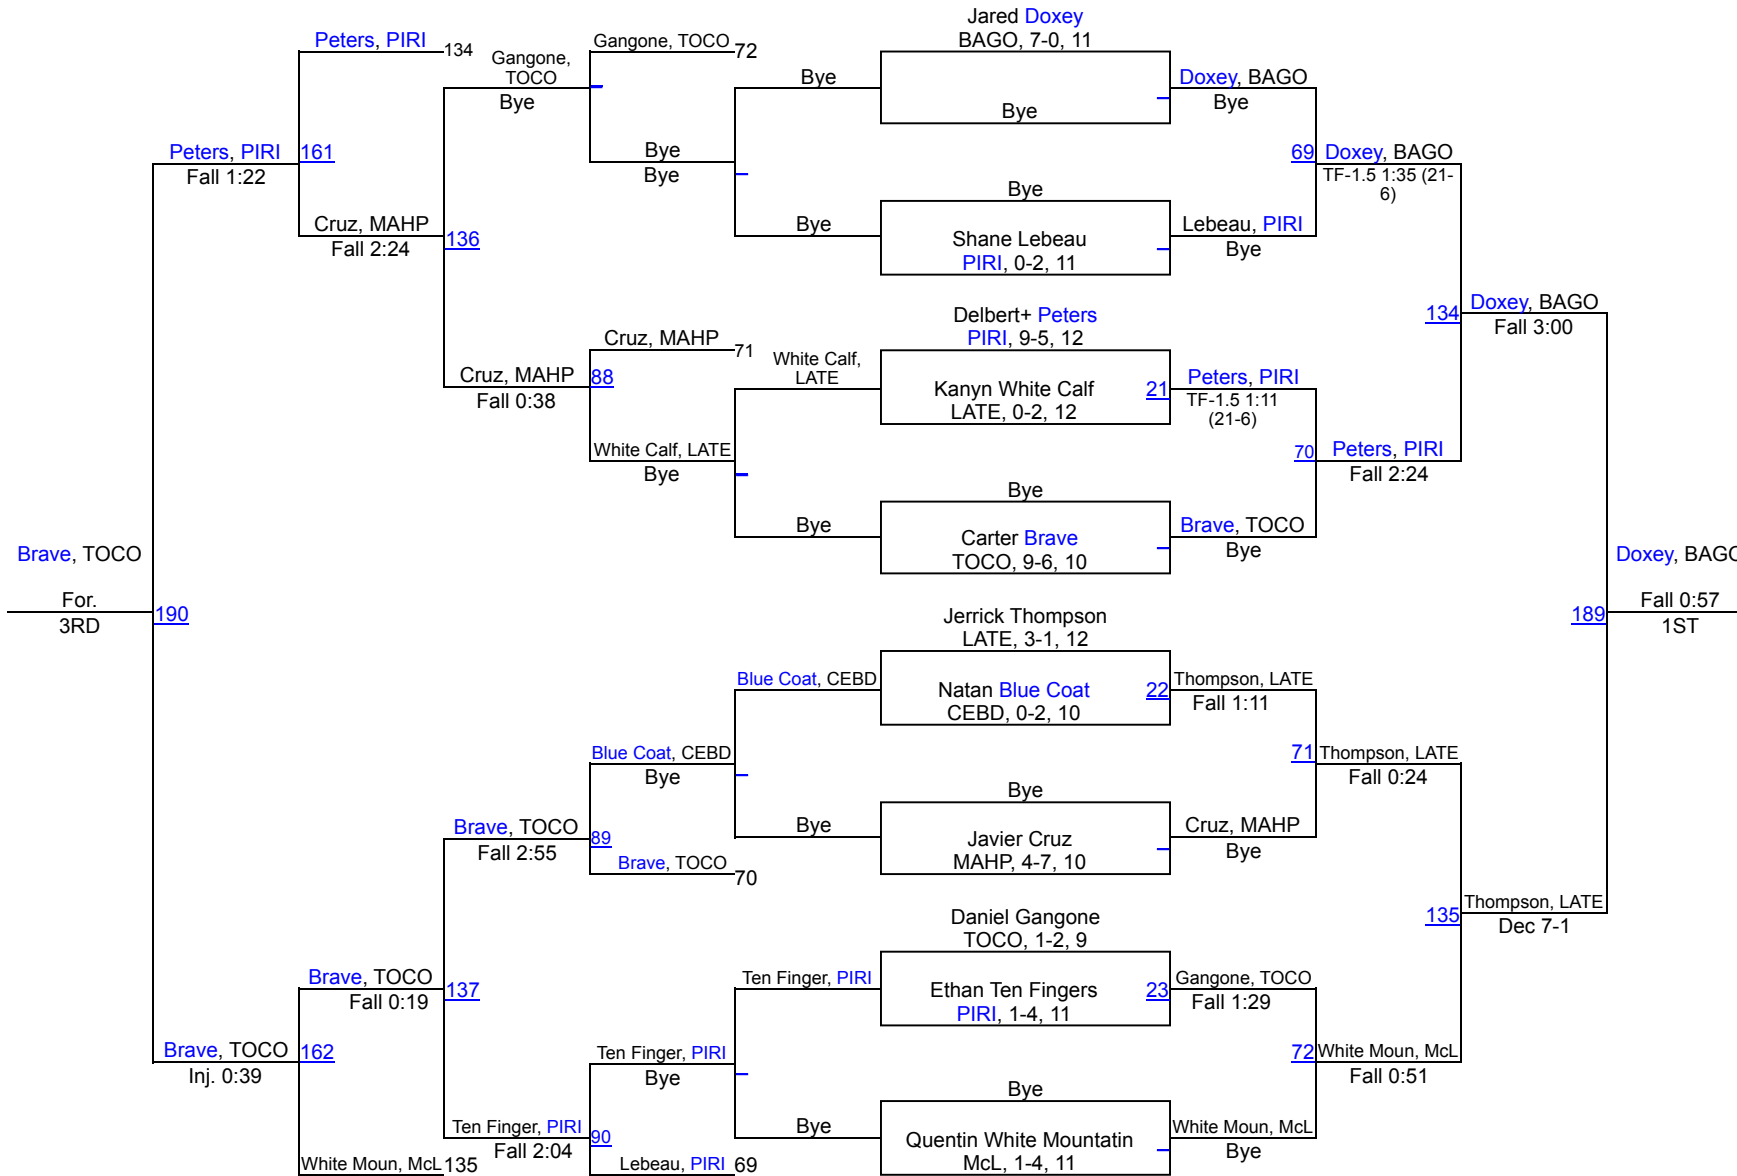 Jared Doxey
BAGO, 7-0, 11
Peters, PIRI
134
Gangone,
TOCO
Bye
Gangone, TOCO
72
Bye
Bye
Doxey, BAGO
Bye
Peters, PIRI
161
Fall 1:22
Bye
Bye
69
Doxey, BAGO
TF-1.5 1:35 (21-
6)
Cruz, MAHP
Fall 2:24
136
Bye
Bye
Shane Lebeau
PIRI, 0-2, 11
Lebeau, PIRI
Bye
Delbert+ Peters
PIRI, 9-5, 12
134
Doxey, BAGO
Fall 3:00
Cruz, MAHP
71
White Calf,
LATE
Cruz, MAHP
Fall 0:38
88
Kanyn White Calf
LATE, 0-2, 12
21
Peters, PIRI
TF-1.5 1:11
(21-6)
White Calf, LATE
Bye
70
Peters, PIRI
Fall 2:24
Bye
Bye
Carter Brave
TOCO, 9-6, 10
Brave, TOCO
Bye
Brave, TOCO
For.
3RD
190
Doxey, BAGO
189
Fall 0:57
1ST
Jerrick Thompson
LATE, 3-1, 12
Blue Coat, CEBD
Natan Blue Coat
CEBD, 0-2, 10
22
Thompson, LATE
Fall 1:11
Blue Coat, CEBD
Bye
71
Thompson, LATE
Fall 0:24
Bye
Bye
Javier Cruz
MAHP, 4-7, 10
Cruz, MAHP
Bye
Brave, TOCO
Fall 2:55
89
Brave, TOCO
70
Daniel Gangone
TOCO, 1-2, 9
135
Thompson, LATE
Dec 7-1
Brave, TOCO
Fall 0:19
137
Ten Finger, PIRI
Ethan Ten Fingers
PIRI, 1-4, 11
23
Gangone, TOCO
Fall 1:29
Brave, TOCO
Inj. 0:39
162
Ten Finger, PIRI
Bye
72
White Moun, McL
Fall 0:51
Bye
Ten Finger, PIRI
Fall 2:04
90
Bye
Quentin White Mountatin
McL, 1-4, 11
White Moun, McL
Bye
White Moun, McL
135
Lebeau, PIRI
69